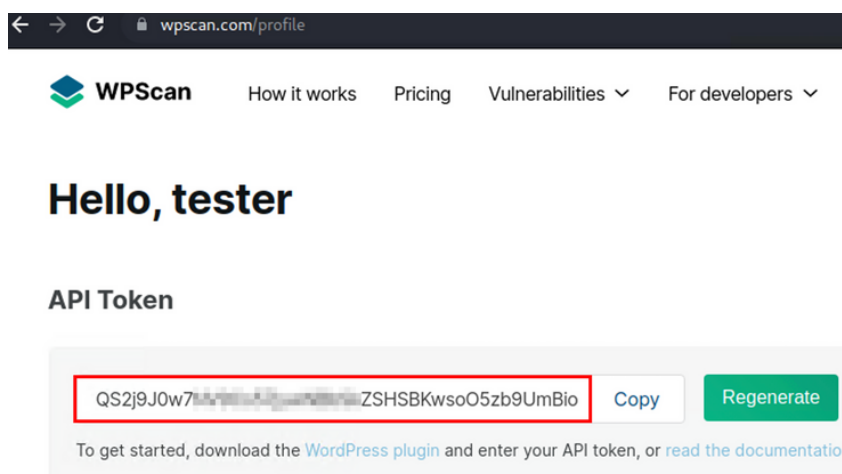 wpscan.com/profile
WPScan How it works Pricing Vulnerabilities For developers
Hello, tester
API Token
QS2j9J0w7 ZSHSBKwsoO5zb9UmBio Copy Regenerate
To get started, download the WordPress plugin and enter your API token, or read the documentatio